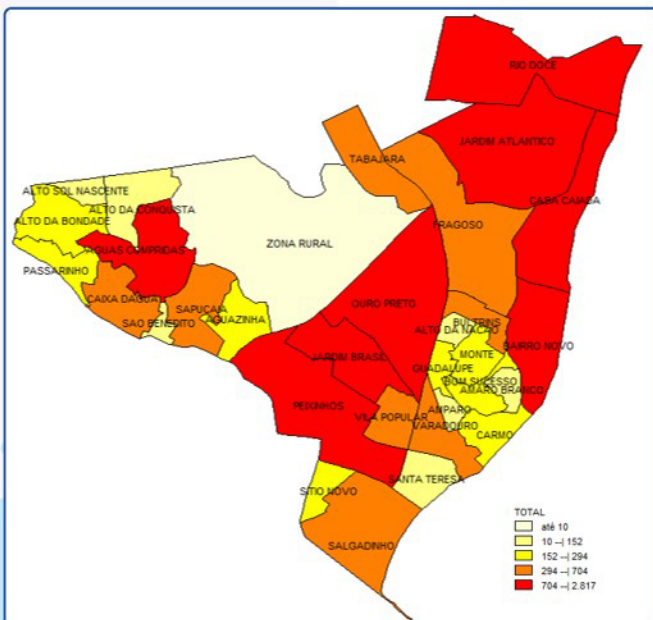 RIO DOCE
JARDIM ATLANTICO
TABAJARA
CASA CAIADA
ALTO SOL NASCENTE
ALTO DA CONQUISTA
ALTO DA BONDADE
FRAGOSO
ZONA RURAL
AGUAS COMPRIDAS
PASSARINHO
CAIXA DAGUA
OURO PRETO
SAPUCAIA
AGUAZINHA
SAO BENEDITO
BULTRINS
ALTO DA NACAO
BAIRRO NOVO
JARDIM BRASIL
MONTE
GUADALUPE
BOM SUCESSO
AMARO BRANCO
PEIXINHOS
AMPARO
VILA POPULAR
VARADOURO
CARMO
SANTA TERESA
SITIO NOVO
SALGADINHO
TOTAL
até 10
10 --| 152
152 --| 294
294 --| 704
704 --| 2.817